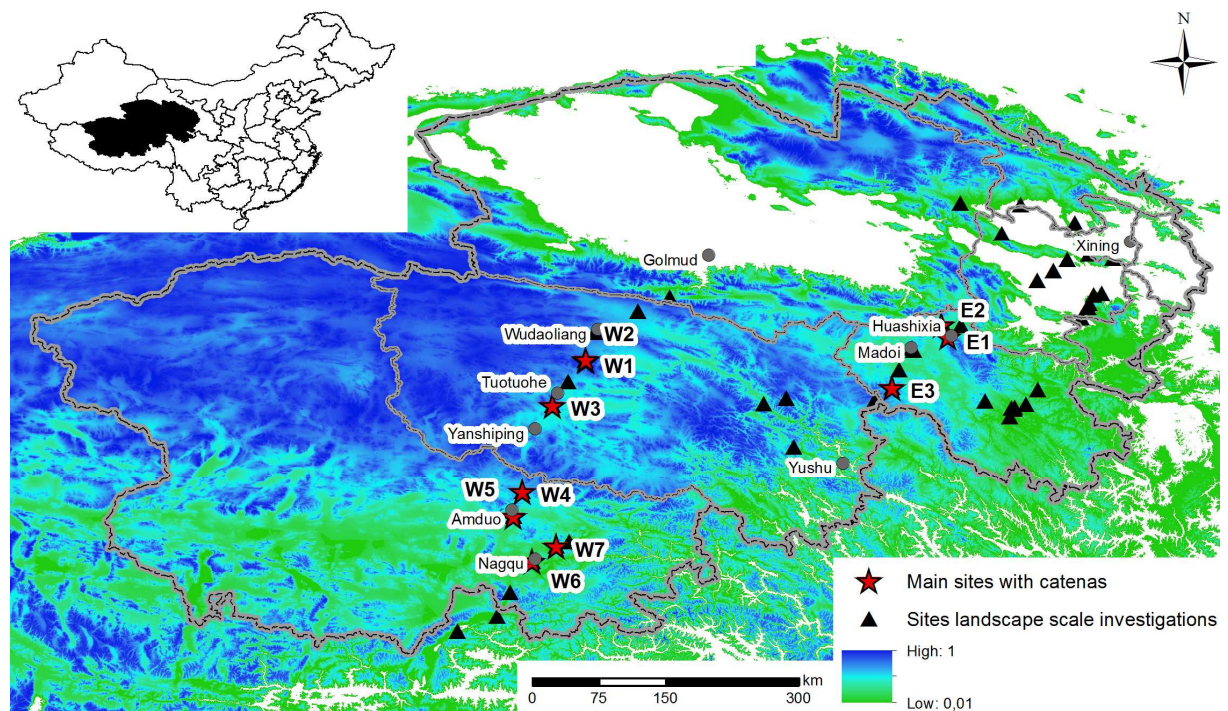 N
Xining
Golmud
E2
Huashixia
E1
Wudaoliang
W2
Madoi
W1
Tuotuohe
E3
W3
Yanshiping
Yushu
W5
W4
Amduo
W7
Nagqu
W6
Main sites with catenas
Sites landscape scale investigations
High: 1
Low: 0,01
km
0 75 150 300